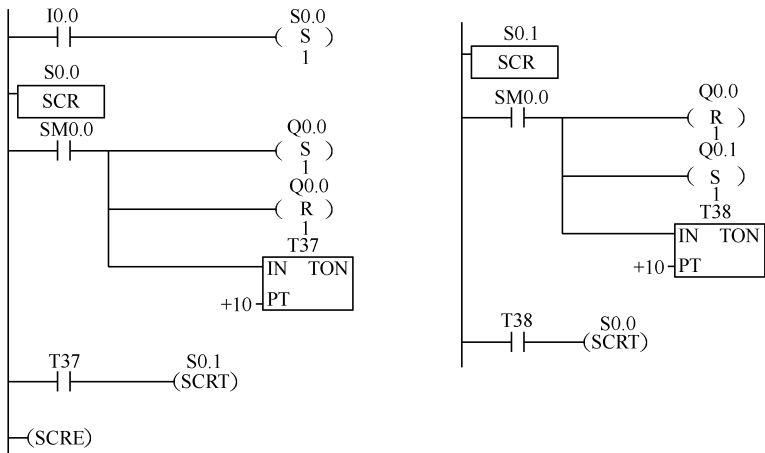 I0.0 S0.0
( S )
1
S0.0
SCR
SM0.0
Q0.0
( S )
1
Q0.0
( R )
1
T37
IN TON
+10 PT
T37 S0.1
(SCRT)
(SCRE)
S0.1
SCR
SM0.0
Q0.0
( R )
1
Q0.1
( S )
1
T38
IN TON
+10 PT
T38 S0.0
(SCRT)